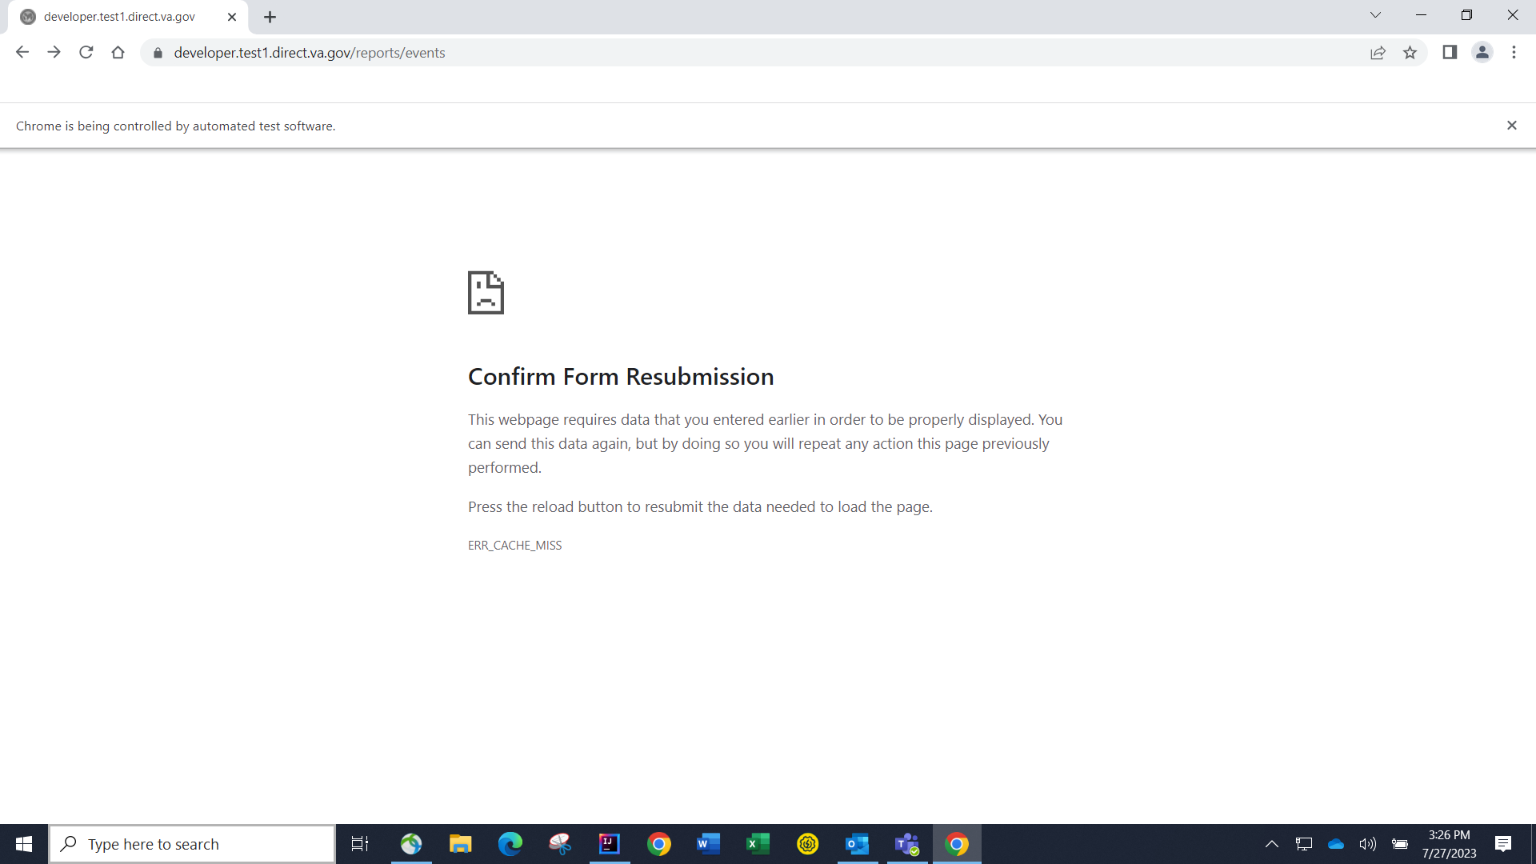 developer.test1.direct.va.gov
developer.test1.direct.va.gov/reports/events
Chrome is being controlled by automated test software.
Confirm Form Resubmission
This webpage requires data that you entered earlier in order to be properly displayed. You
can send this data again, but by doing so you will repeat any action this page previously
performed.
Press the reload button to resubmit the data needed to load the page.
ERR_CACHE_MISS
Type here to search
3:26 PM
7/27/2023